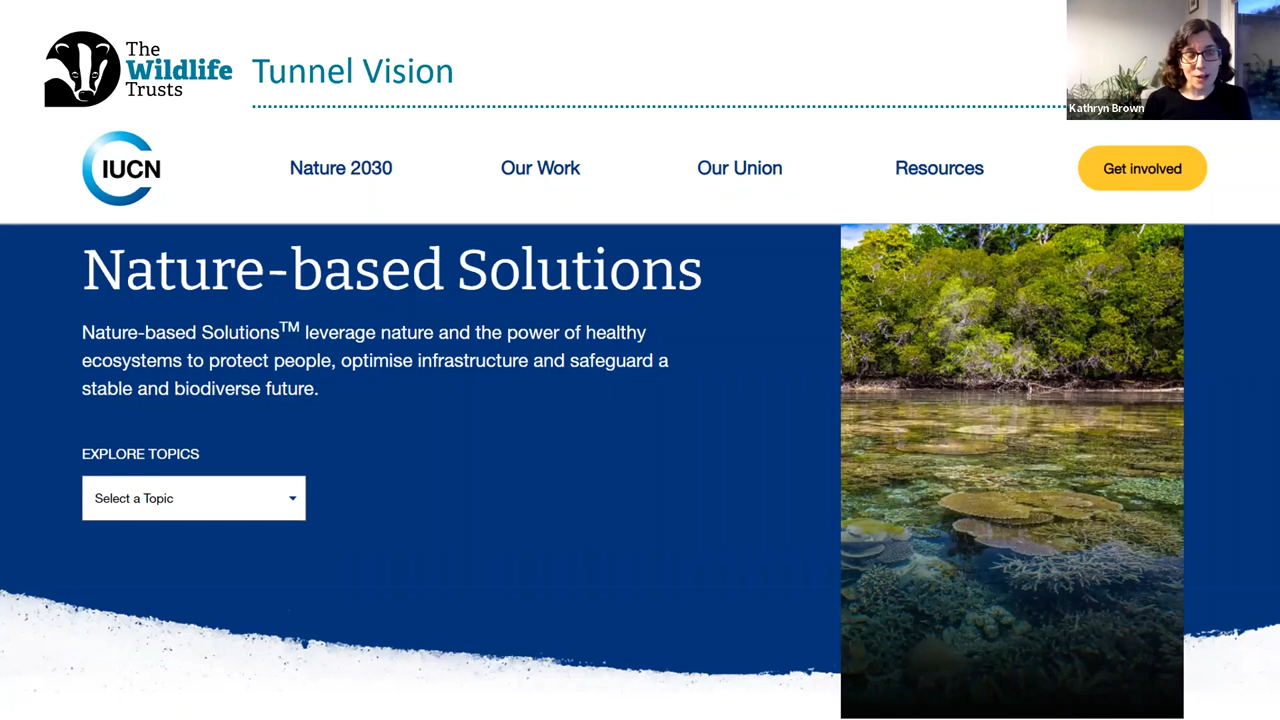 The
Wildlife
Trusts
Tunnel Vision
Kathryn Brown
IUCN
Nature 2030
Our Work
Our Union
Resources
Get involved
Nature-based Solutions
Nature-based Solutions™ leverage nature and the power of healthy
ecosystems to protect people, optimise infrastructure and safeguard a
stable and biodiverse future.
EXPLORE TOPICS
Select a Topic